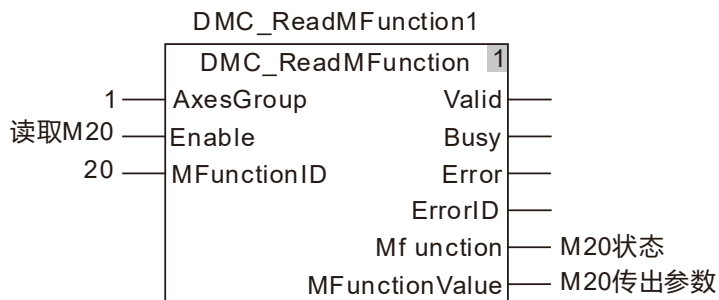 DMC_ReadMFunction1
DMC_ReadMFunction 1
1 AxesGroup Valid
读取M20 Enable Busy
20 MFunctionID Error
ErrorID
Mf unction M20状态
MFunctionValue M20传出参数